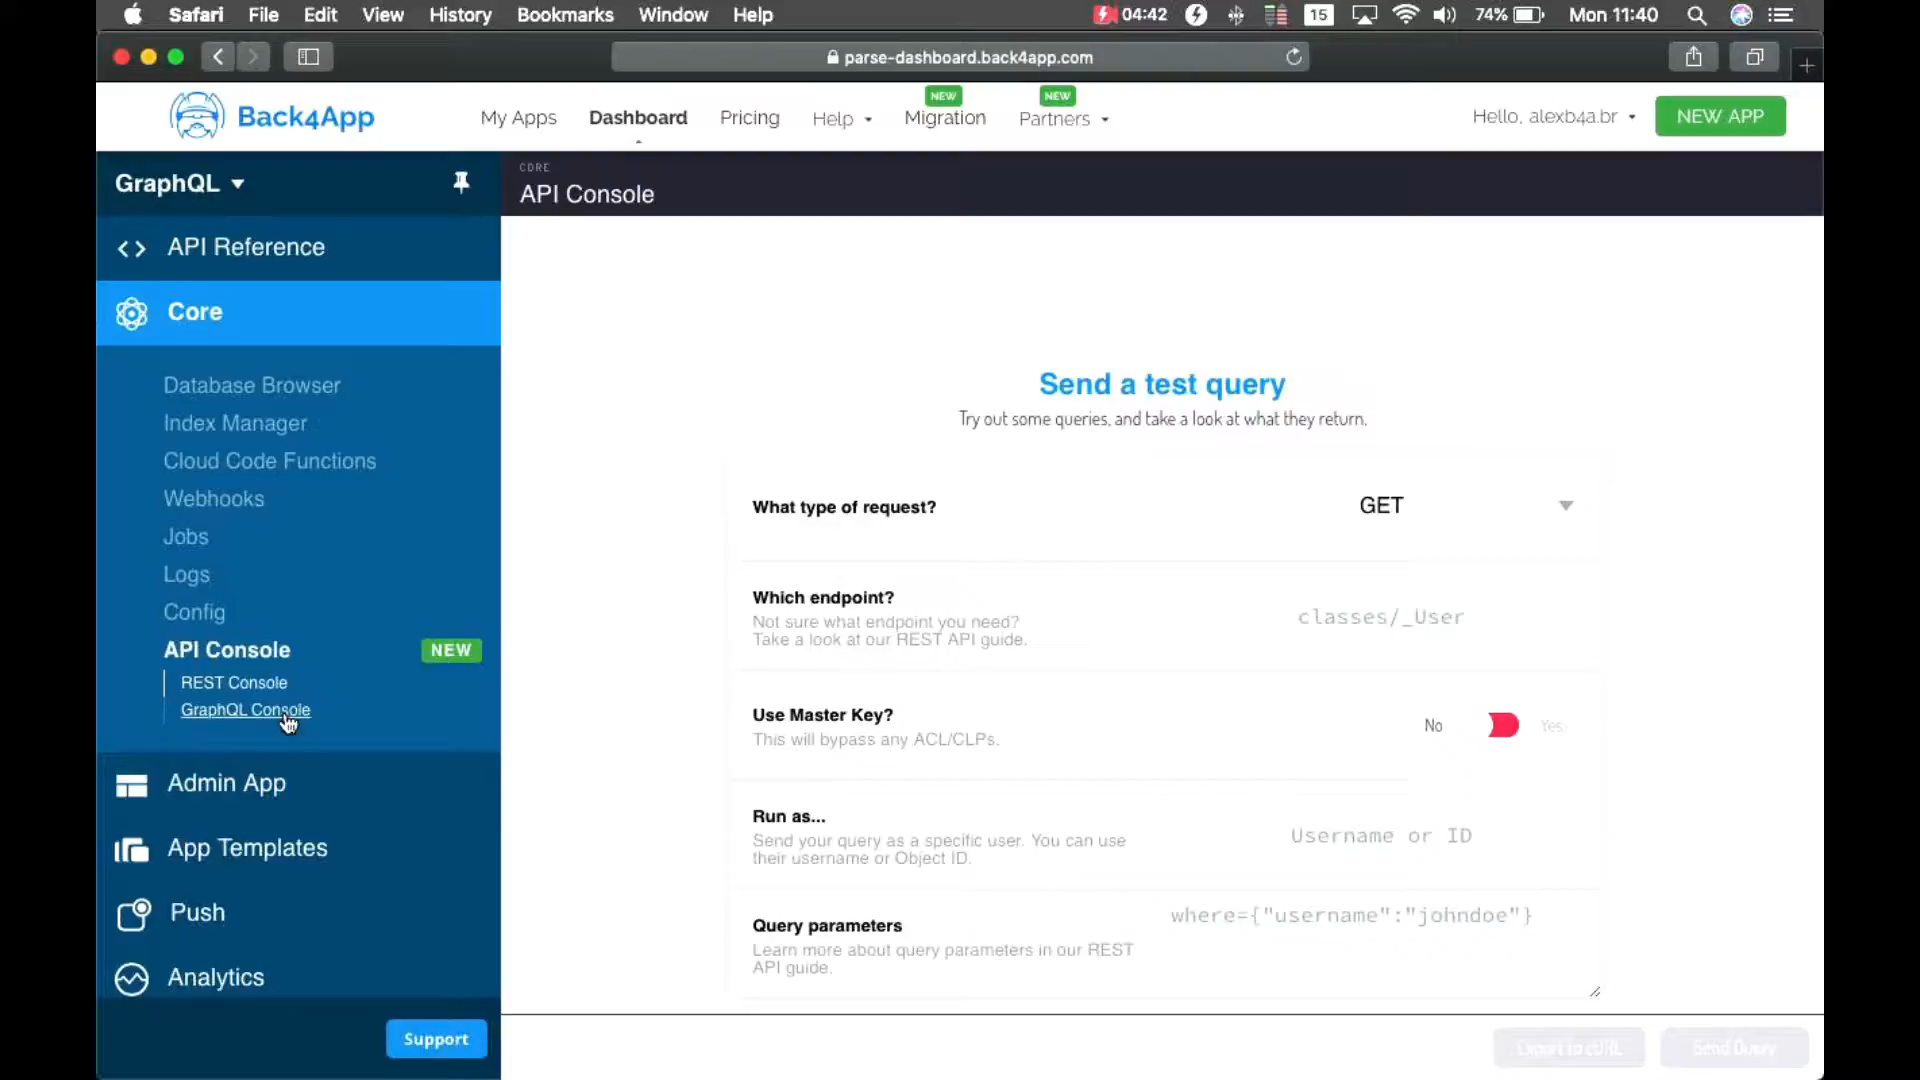 Safari File Edit View History Bookmarks Window Help 04:42 15 74% Mon 11:40
parse-dashboard.back4app.com
Back4App My Apps Dashboard Pricing Help NEW Migration NEW Partners Hello, alexb4a.br NEW APP
GraphQL
API Reference
Core
Database Browser
Index Manager
Cloud Code Functions
Webhooks
Jobs
Logs
Config
API Console NEW
REST Console
GraphQL Console
Admin App
App Templates
Push
Analytics
Support
CORE
API Console
Send a test query
Try out some queries, and take a look at what they return.
What type of request? GET
Which endpoint?
Not sure what endpoint you need?
Take a look at our REST API guide.
classes/_User
Use Master Key?
This will bypass any ACL/CLPs.
No Yes
Run as...
Send your query as a specific user. You can use
their username or Object ID.
Username or ID
Query parameters
Learn more about query parameters in our REST
API guide.
where={"username":"johndoe"}
Export to cURL Send Query